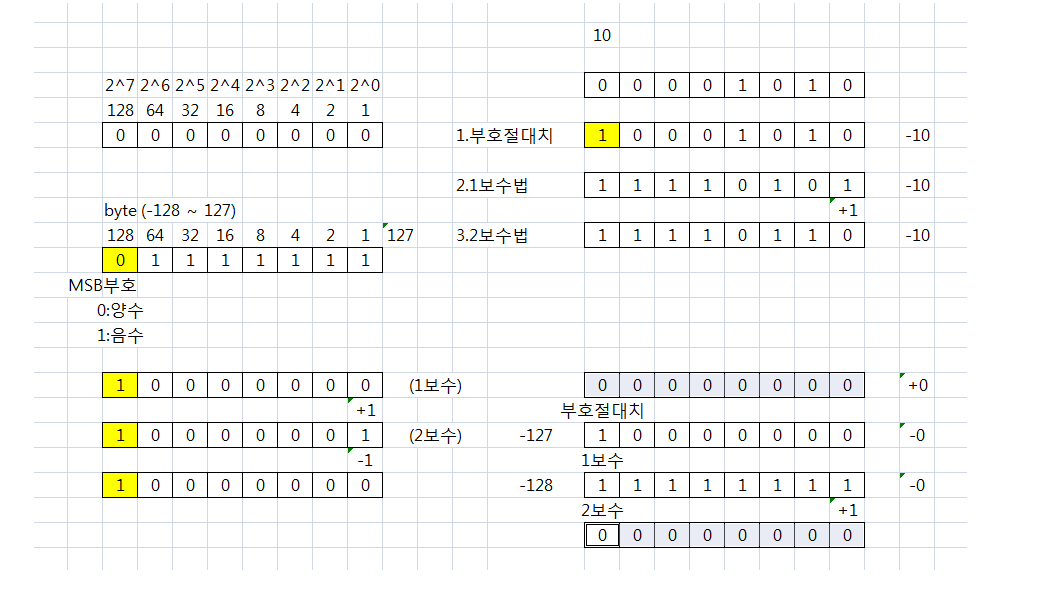 10
2^7 2^6 2^5 2^4 2^3 2^2 2^1 2^0 0 0 0 0 1 0 1 0
128 64 32 16 8 4 2 1
0 0 0 0 0 0 0 0 1.부호절대치 1 0 0 0 1 0 1 0 -10
2.1보수법 1 1 1 1 0 1 0 1 -10
byte (-128 ~ 127) +1
128 64 32 16 8 4 2 1 127 3.2보수법 1 1 1 1 0 1 1 0 -10
0 1 1 1 1 1 1 1
MSB부호
0:양수
1:음수
1 0 0 0 0 0 0 0 (1보수) 0 0 0 0 0 0 0 0 +0
+1 부호절대치
1 0 0 0 0 0 0 1 (2보수) -127 1 0 0 0 0 0 0 0 -0
-1 1보수
1 0 0 0 0 0 0 0 -128 1 1 1 1 1 1 1 1 -0
2보수 +1
0 0 0 0 0 0 0 0